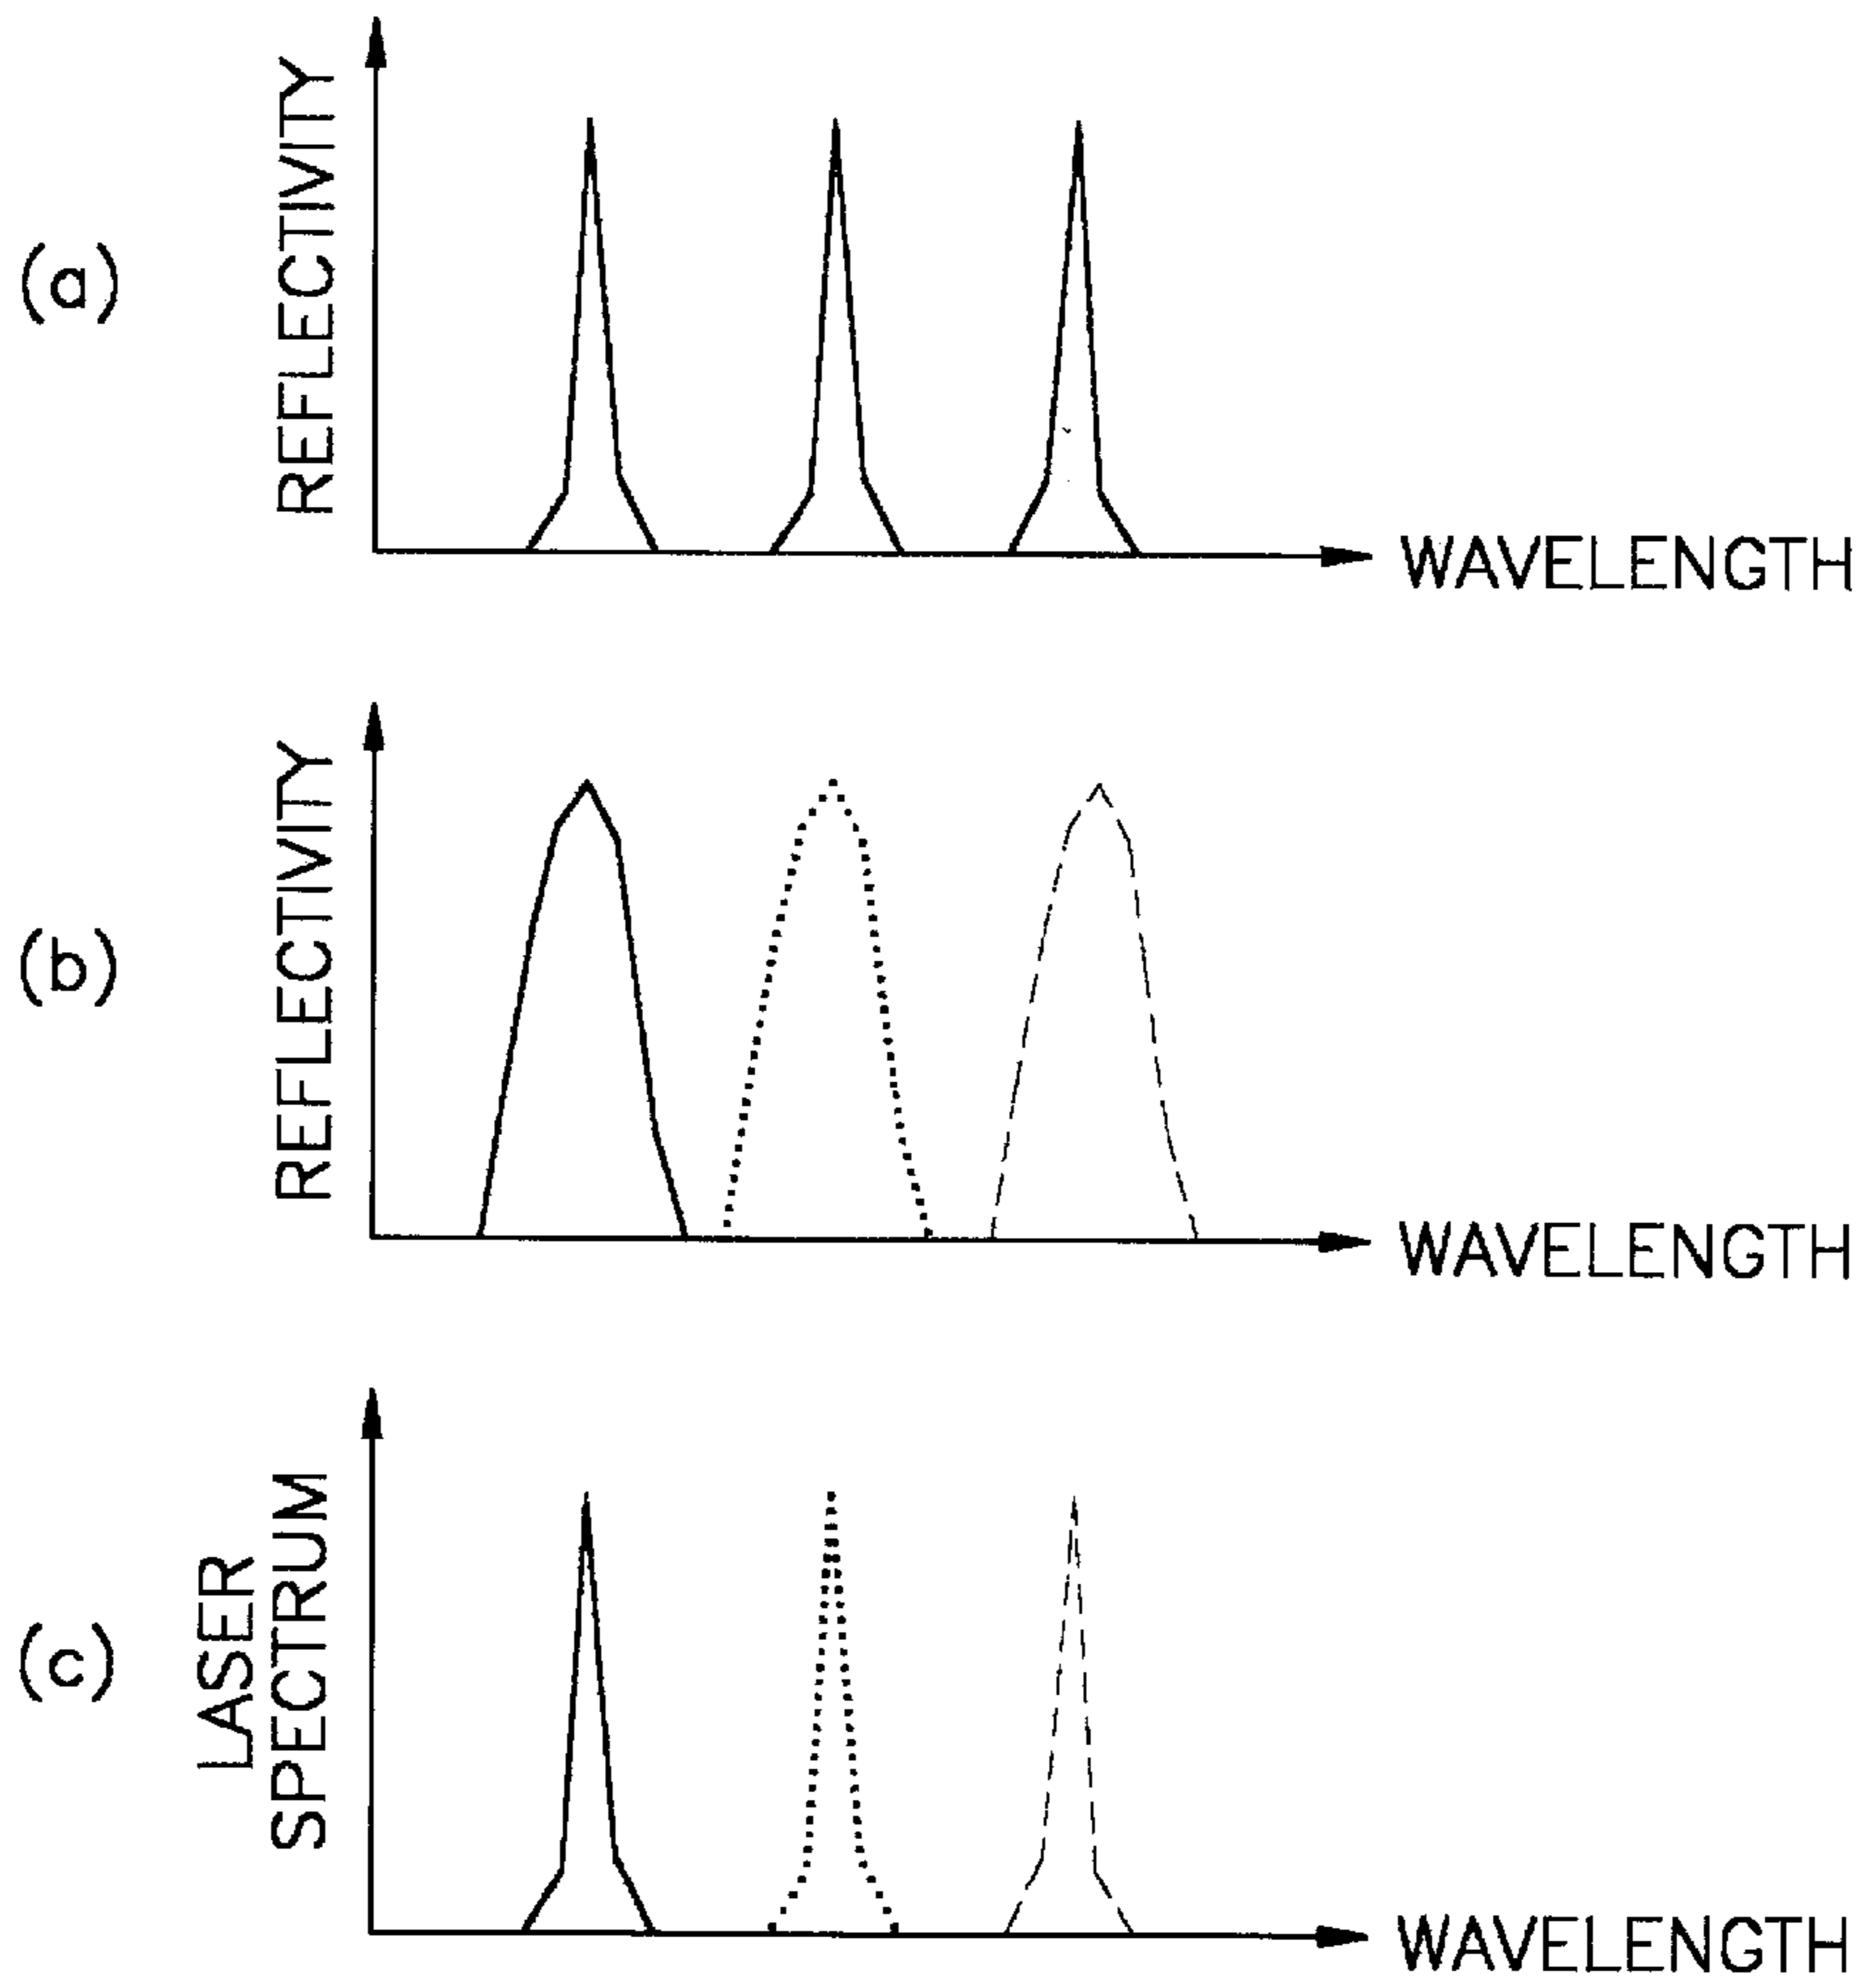 (a)
REFLECTIVITY
WAVELENGTH
(b)
REFLECTIVITY
WAVELENGTH
(c)
LASER
SPECTRUM
WAVELENGTH